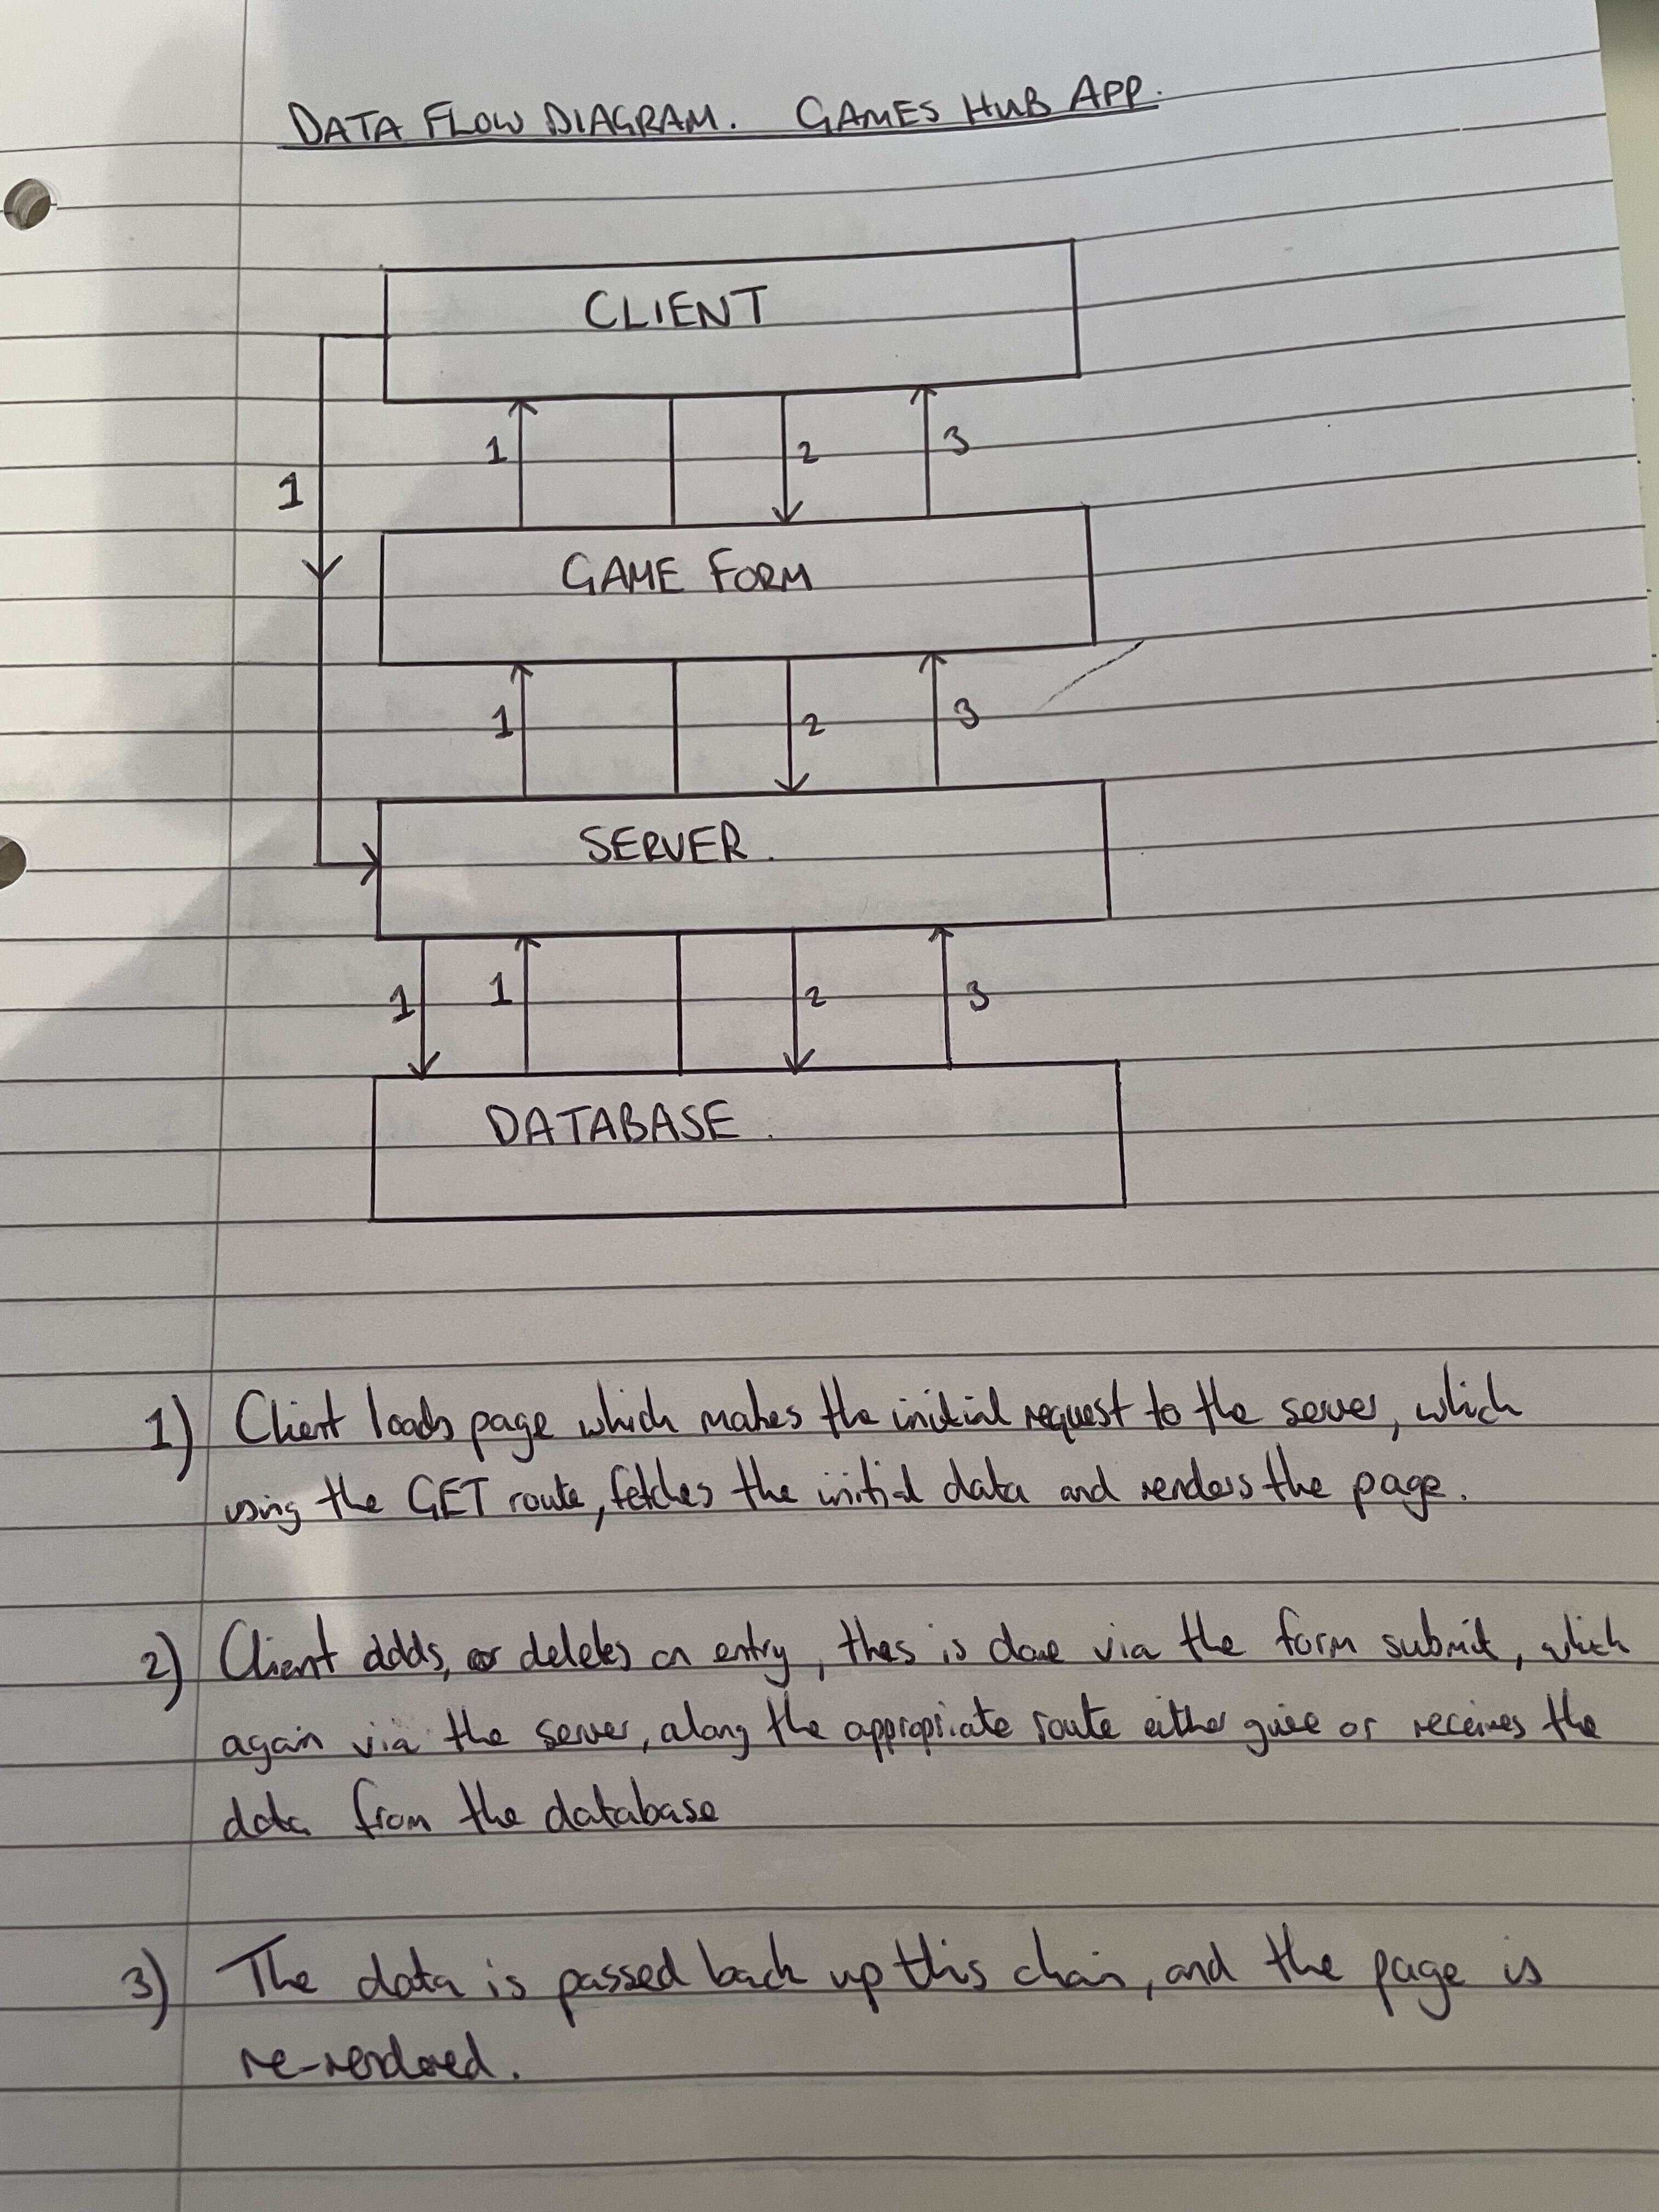 DATA FLOW DIAGRAM. GAMES HUB APP.
CLIENT
1 2 3
1
GAME FORM
1 2 3
SERVER.
1 1 2 3
DATABASE.
1) Client loads page which makes the initial request to the server, which
using the GET route, fetches the initial data and renders the page.
2) Client adds, or deletes an entry, this is done via the form submit, which
again via the server, along the appropriate route either give or receives the
data from the database
3) The data is passed back up this chain, and the page is
re-rendered.